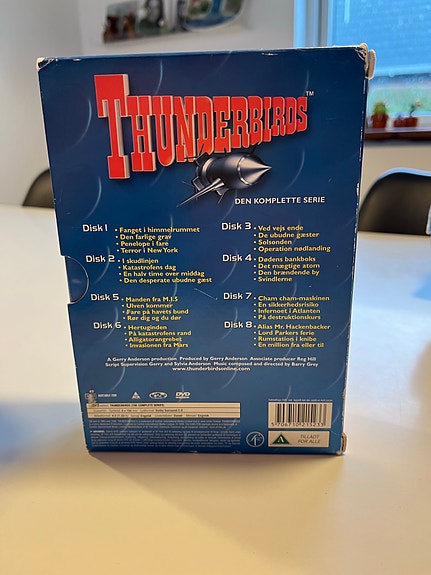 THUNDERBIRDS™
DEN KOMPLETTE SERIE
Disk 1 • Fanget i himmelrummet
• Den farlige grav
• Penelope i fare
• Terror i New York
Disk 2 • I skudlinjen
• Katastrofens dag
• En halv time over middag
• Den desperate ubudne gæst
Disk 3 • Ved vejs ende
• De ubudne gæster
• Solsonden
• Operation nødlanding
Disk 4 • Dødens bankboks
• Det mægtige atom
• Den brændende by
• Svindlerne
Disk 5 • Manden fra M.I.5
• Ulven kommer
• Fare på havets bund
• Rør dig og du dør
Disk 6 • Hertuginden
• På katastrofens rand
• Alligatorangrebet
• Invasionen fra Mars
Disk 7 • Cham cham-maskinen
• En sikkerhedsrisiko
• Infernoet i Atlanten
• På destruktionskurs
Disk 8 • Alias Mr. Hackenbacker
• Lord Parkers ferie
• Rumstation i knibe
• En million fra eller til
A Gerry Anderson production Produced by Gerry Anderson Associate producer Reg Hill
Script Supervision Gerry and Sylvia Anderson Music composed and directed by Barry Grey
www.thunderbirdsonline.com
DVD
5 706710 215233
TILLADT
FOR ALLE